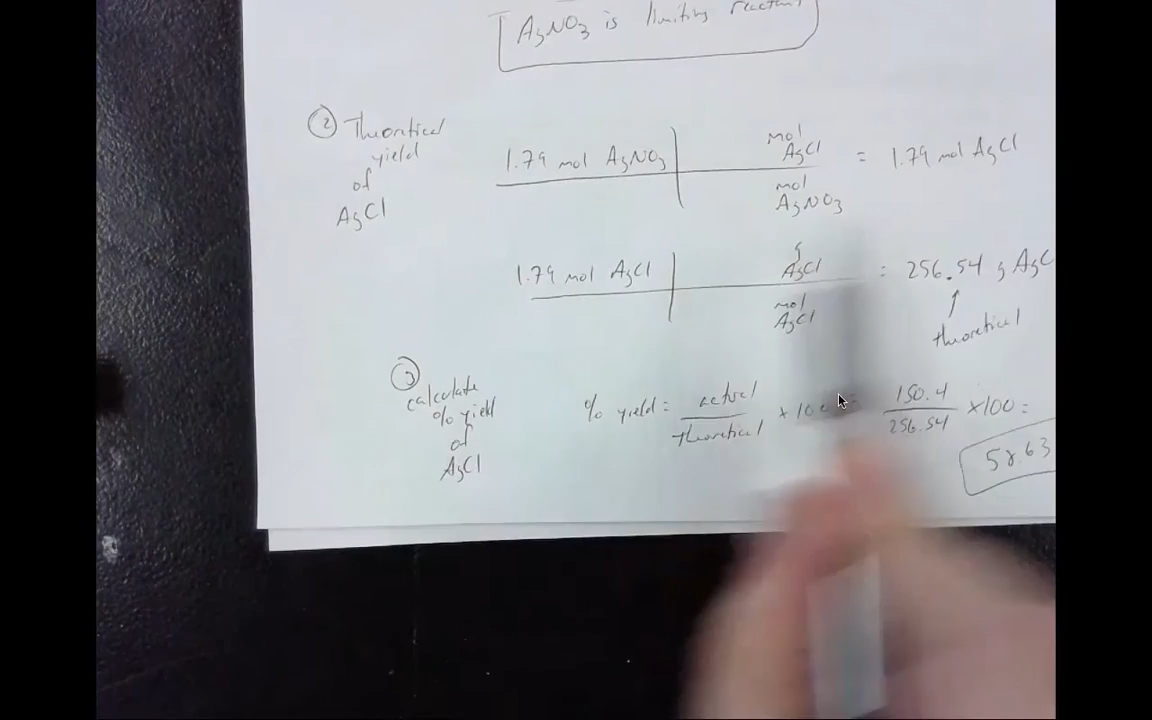 AgNO3 is limiting reactant
② Theoretical
yield
of
AgCl
1.79 mol AgNO3 | mol AgCl = 1.79 mol AgCl
mol AgNO3
1.79 mol AgCl | g AgCl = 256.54 g AgC
mol AgCl
theoretical
③ calculate
% yield
of
AgCl
% yield = actual / theoretical × 100 = 150.4 / 256.54 ×100 =
58.63